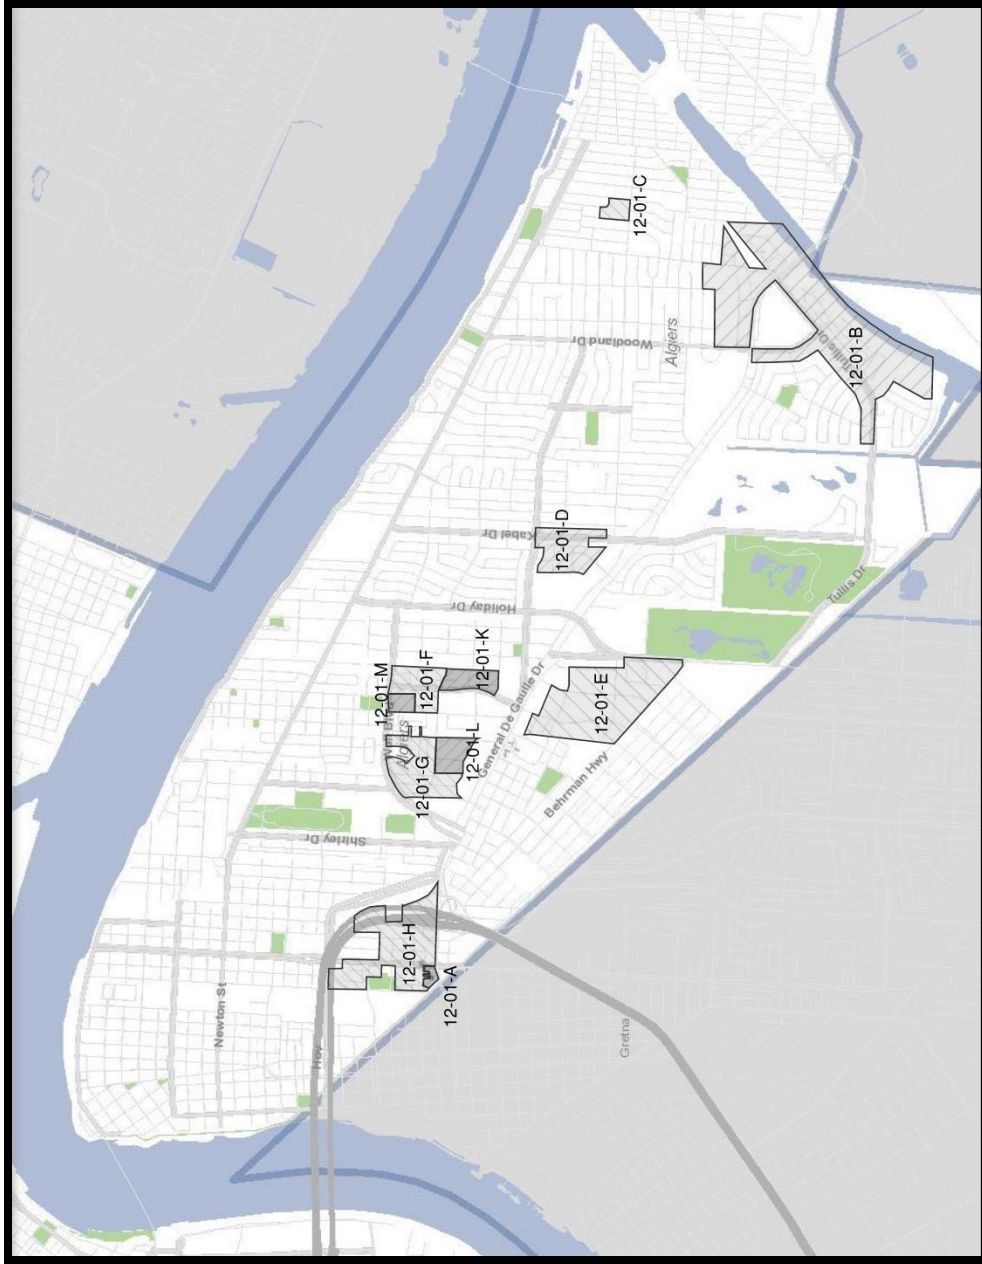 12-01-C
Woodland Dr
Algiers
Tullis Dr
12-01-B
Kabel Dr
12-01-D
Holiday Dr
Tullis Dr
12-01-K
12-01-F
12-01-M
General De Gaulle Dr
12-01-E
Algiers
12-01-L
12-01-G
Behrman Hwy
Shirley Dr
12-01-H
12-01-A
Newton St
Hov
Gretna